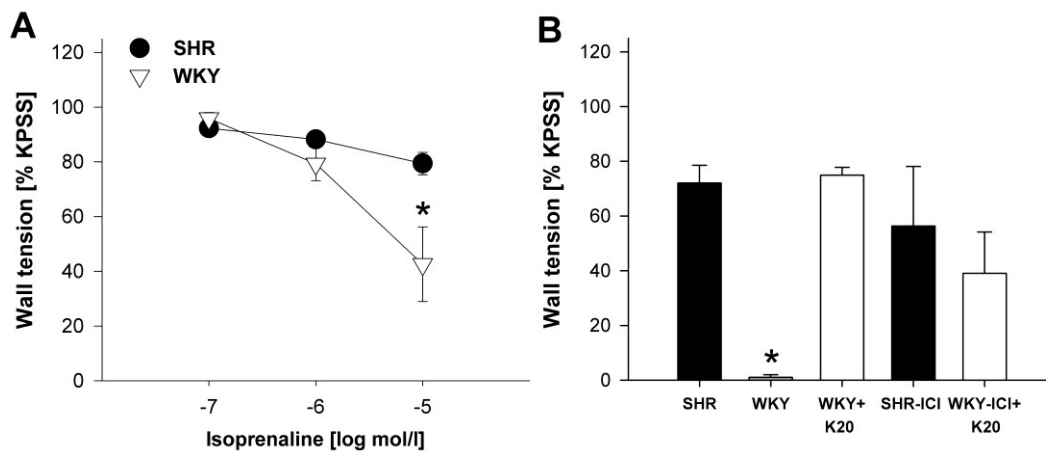 A
SHR
WKY
Wall tension [% KPSS]
120
100
80
60
40
20
0
*
-7
-6
-5
Isoprenaline [log mol/l]
B
Wall tension [% KPSS]
120
100
80
60
40
20
0
*
SHR
WKY
WKY+
K20
SHR-ICI
WKY-ICI+
K20